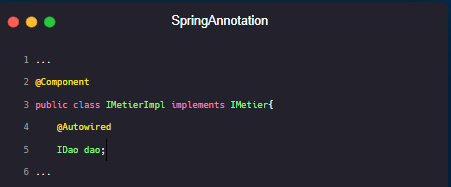 SpringAnnotation
1 ...
2 @Component
3 public class IMetierImpl implements IMetier{
4 @Autowired
5 IDao dao;
6 ...